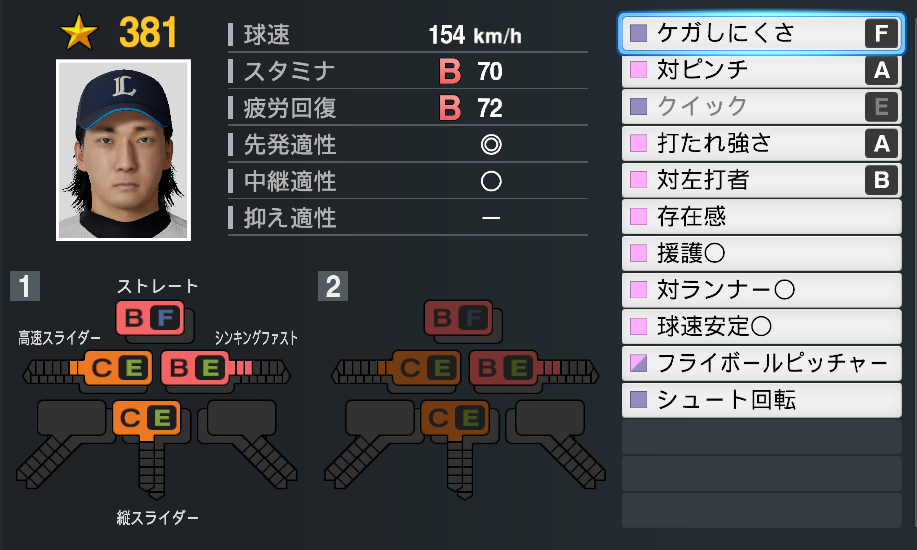 381
球速 154 km/h
スタミナ B 70
疲労回復 B 72
先発適性 ◎
中継適性 ○
抑え適性 －
L
ケガしにくさ F
対ピンチ A
クイック E
打たれ強さ A
対左打者 B
存在感
援護○
対ランナー○
球速安定○
フライボールピッチャー
シュート回転
1
ストレート
B F
高速スライダー
シンキングファスト
C E
B E
C E
縦スライダー
2
B F
C E
B E
C E